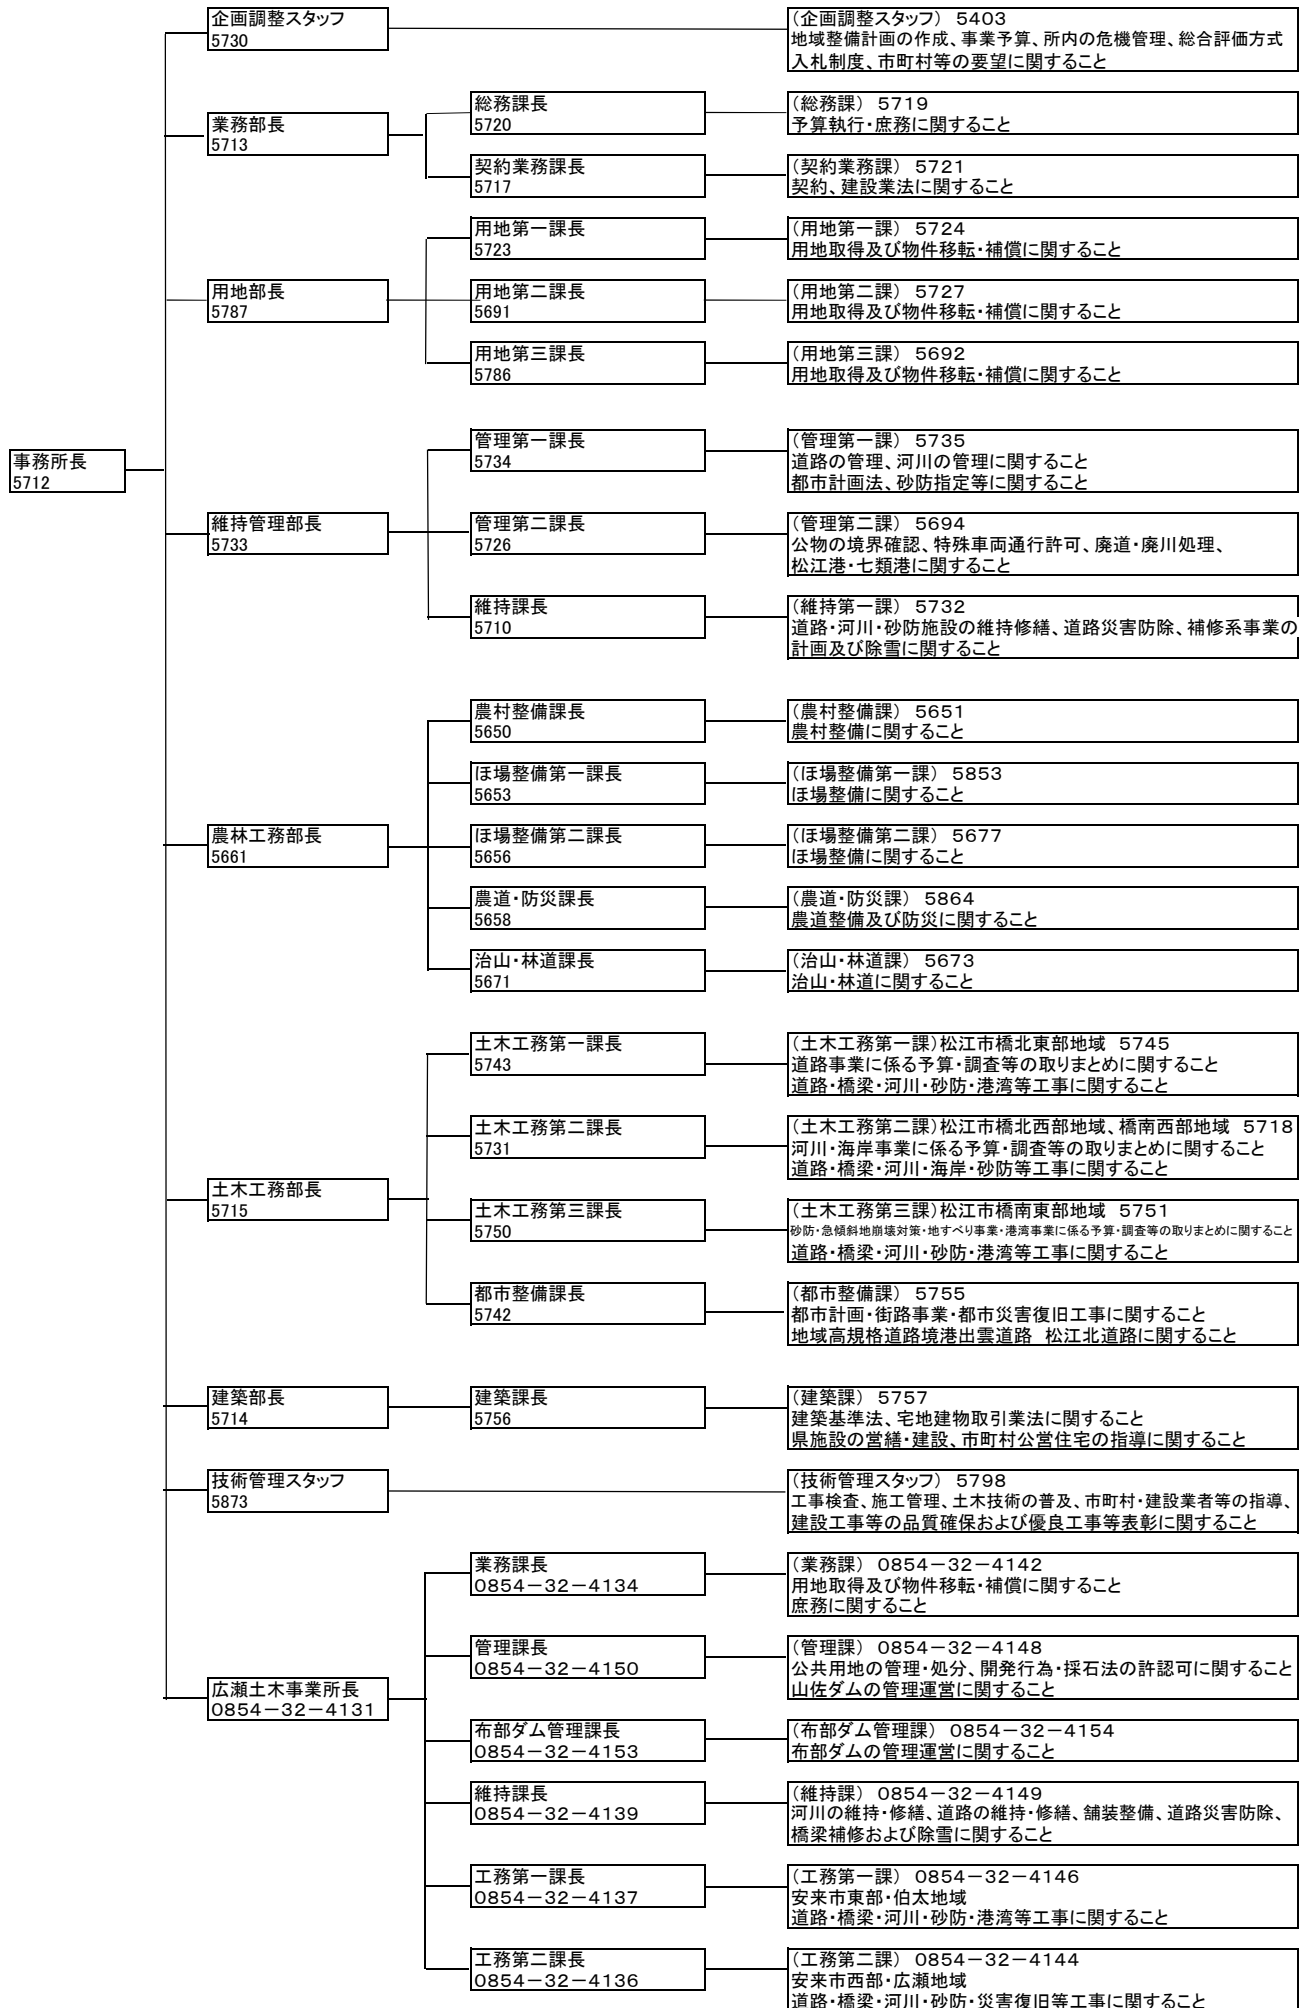 企画調整スタッフ
5730
（企画調整スタッフ） 5403
地域整備計画の作成、事業予算、所内の危機管理、総合評価方式
入札制度、市町村等の要望に関すること
業務部長
5713
総務課長
5720
（総務課） 5719
予算執行・庶務に関すること
契約業務課長
5717
（契約業務課） 5721
契約、建設業法に関すること
用地部長
5787
用地第一課長
5723
（用地第一課） 5724
用地取得及び物件移転・補償に関すること
用地第二課長
5691
（用地第二課） 5727
用地取得及び物件移転・補償に関すること
用地第三課長
5786
（用地第三課） 5692
用地取得及び物件移転・補償に関すること
事務所長
5712
維持管理部長
5733
管理第一課長
5734
（管理第一課） 5735
道路の管理、河川の管理に関すること
都市計画法、砂防指定等に関すること
管理第二課長
5726
（管理第二課） 5694
公物の境界確認、特殊車両通行許可、廃道・廃川処理、
松江港・七類港に関すること
維持課長
5710
（維持第一課） 5732
道路・河川・砂防施設の維持修繕、道路災害防除、補修系事業の
計画及び除雪に関すること
農林工務部長
5661
農村整備課長
5650
（農村整備課） 5651
農村整備に関すること
ほ場整備第一課長
5653
（ほ場整備第一課） 5853
ほ場整備に関すること
ほ場整備第二課長
5656
（ほ場整備第二課） 5677
ほ場整備に関すること
農道・防災課長
5658
（農道・防災課） 5864
農道整備及び防災に関すること
治山・林道課長
5671
（治山・林道課） 5673
治山・林道に関すること
土木工務部長
5715
土木工務第一課長
5743
（土木工務第一課）松江市橋北東部地域 5745
道路事業に係る予算・調査等の取りまとめに関すること
道路・橋梁・河川・砂防・港湾等工事に関すること
土木工務第二課長
5731
（土木工務第二課）松江市橋北西部地域、橋南西部地域 5718
河川・海岸事業に係る予算・調査等の取りまとめに関すること
道路・橋梁・河川・海岸・砂防等工事に関すること
土木工務第三課長
5750
（土木工務第三課）松江市橋南東部地域 5751
砂防・急傾斜地崩壊対策・地すべり事業・港湾事業に係る予算・調査等の取りまとめに関すること
道路・橋梁・河川・砂防・港湾等工事に関すること
都市整備課長
5742
（都市整備課） 5755
都市計画・街路事業・都市災害復旧工事に関すること
地域高規格道路境港出雲道路 松江北道路に関すること
建築部長
5714
建築課長
5756
（建築課） 5757
建築基準法、宅地建物取引業法に関すること
県施設の営繕・建設、市町村公営住宅の指導に関すること
技術管理スタッフ
5873
（技術管理スタッフ） 5798
工事検査、施工管理、土木技術の普及、市町村・建設業者等の指導、
建設工事等の品質確保および優良工事等表彰に関すること
広瀬土木事業所長
0854－32－4131
業務課長
0854－32－4134
（業務課） 0854－32－4142
用地取得及び物件移転・補償に関すること
庶務に関すること
管理課長
0854－32－4150
（管理課） 0854－32－4148
公共用地の管理・処分、開発行為・採石法の許認可に関すること
山佐ダムの管理運営に関すること
布部ダム管理課長
0854－32－4153
（布部ダム管理課） 0854－32－4154
布部ダムの管理運営に関すること
維持課長
0854－32－4139
（維持課） 0854－32－4149
河川の維持・修繕、道路の維持・修繕、舗装整備、道路災害防除、
橋梁補修および除雪に関すること
工務第一課長
0854－32－4137
（工務第一課） 0854－32－4146
安来市東部・伯太地域
道路・橋梁・河川・砂防・港湾等工事に関すること
工務第二課長
0854－32－4136
（工務第二課） 0854－32－4144
安来市西部・広瀬地域
道路・橋梁・河川・砂防・災害復旧等工事に関すること